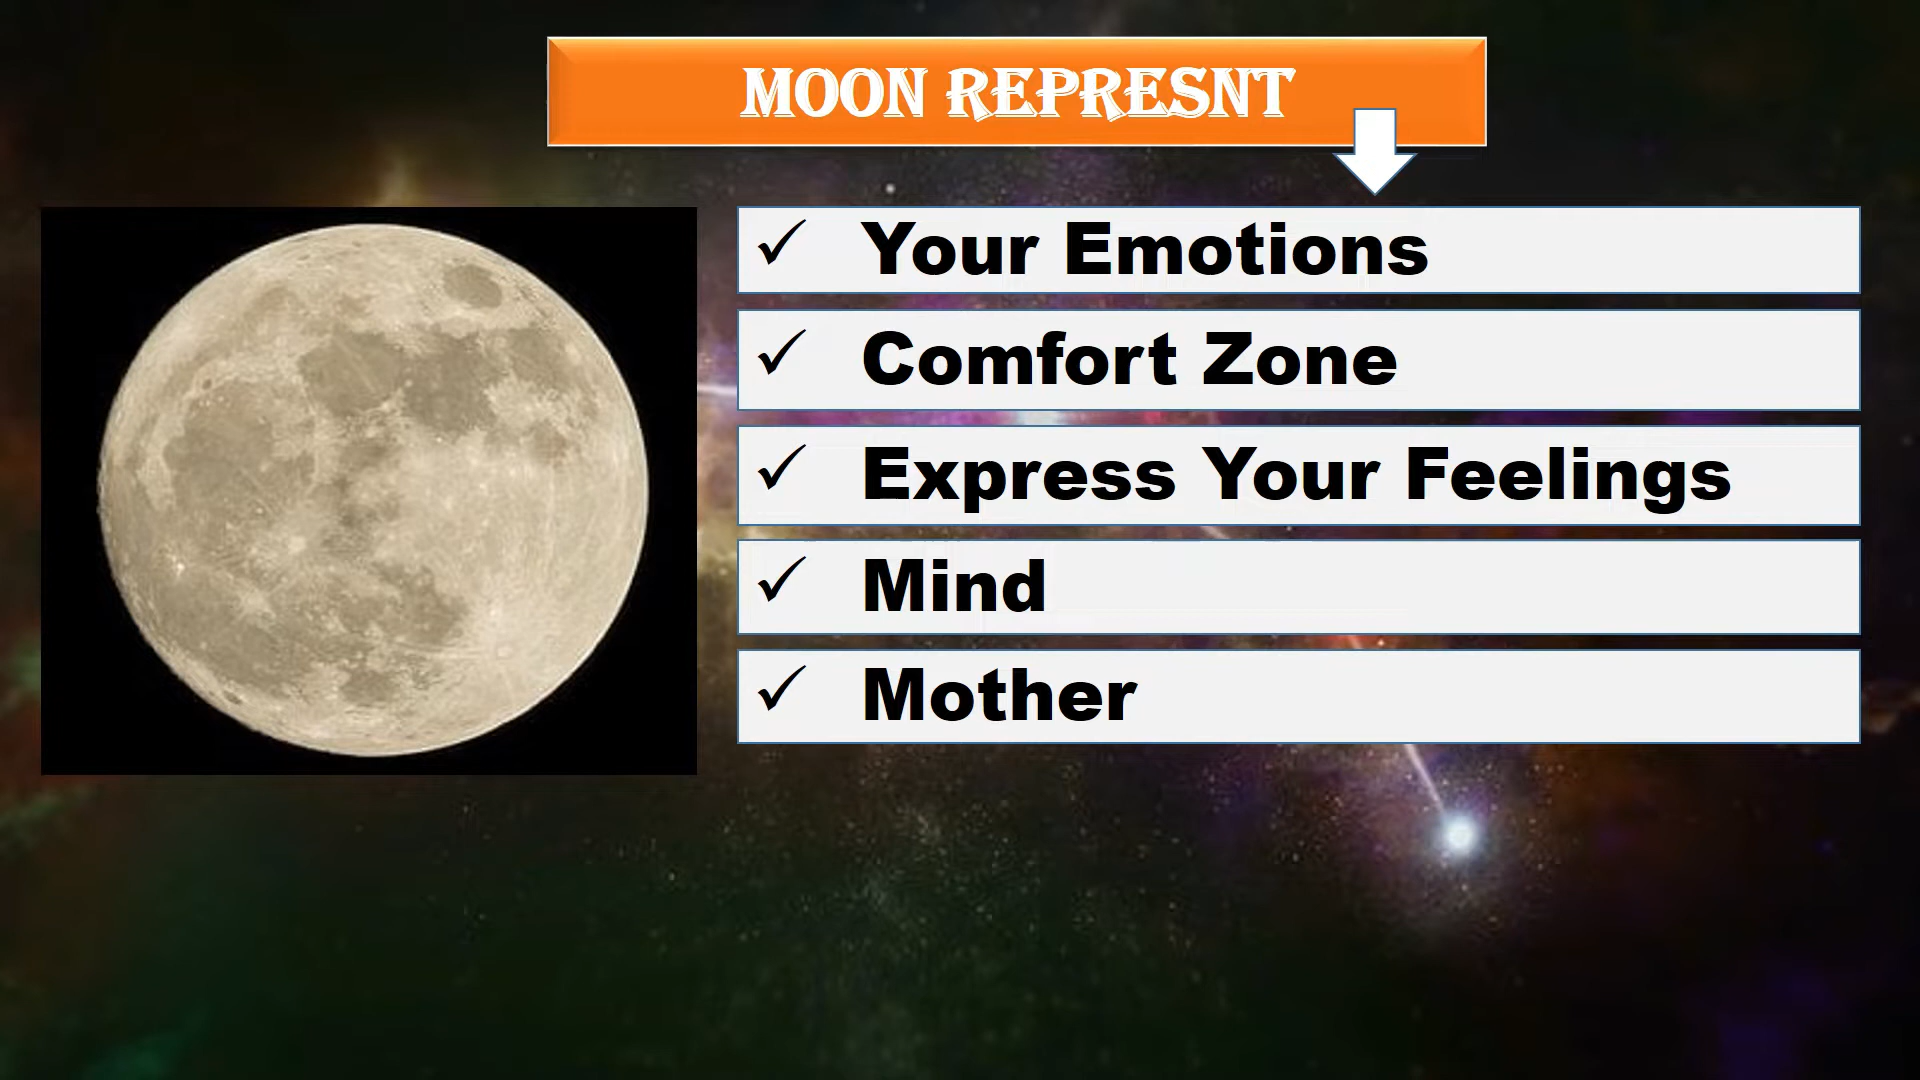 MOON REPRESNT
✓ Your Emotions
✓ Comfort Zone
✓ Express Your Feelings
✓ Mind
✓ Mother